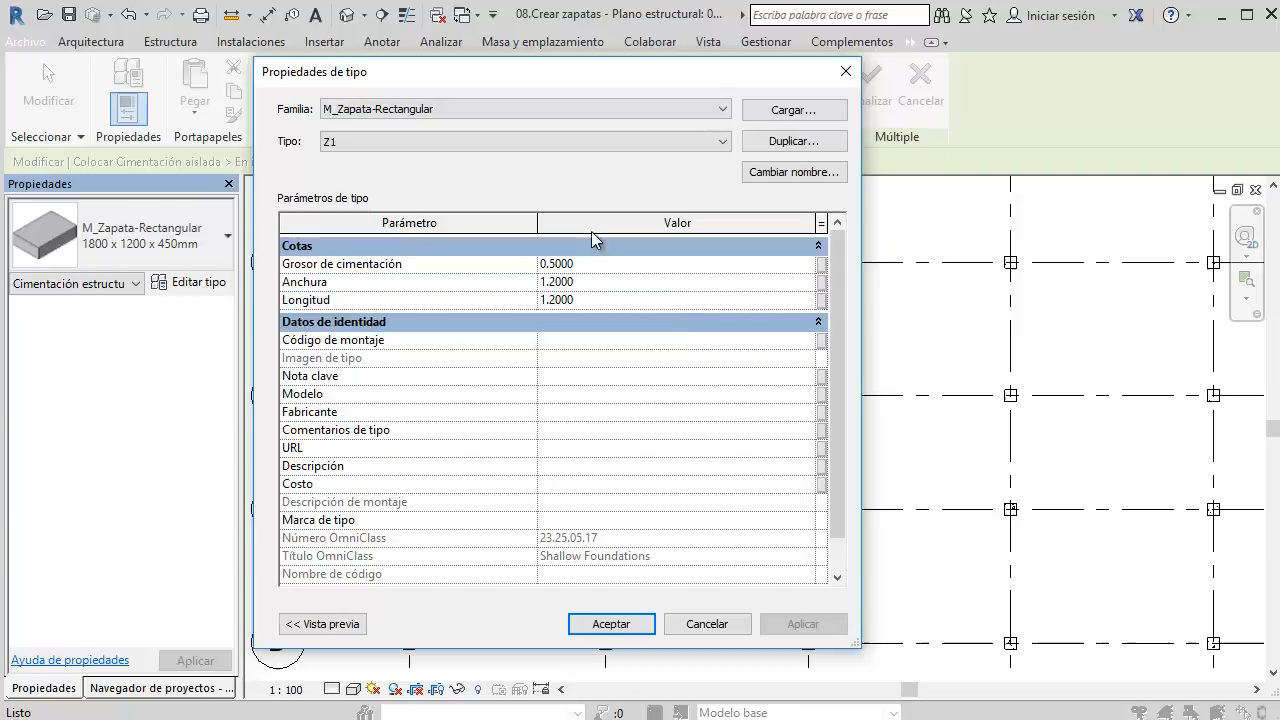 08.Crear zapatas - Plano estructural: 0...
Escriba palabra clave o frase
Iniciar sesión
Archivo
Arquitectura
Estructura
Instalaciones
Insertar
Anotar
Analizar
Masa y emplazamiento
Colaborar
Vista
Gestionar
Complementos
Modificar
Pegar
Cancelar
Seleccionar
Propiedades
Portapapeles
Múltiple
Modificar | Colocar Cimentación aislada > En
Propiedades
M_Zapata-Rectangular
1800 x 1200 x 450mm
Cimentación estructu
Editar tipo
Ayuda de propiedades
Aplicar
Propiedades
Navegador de proyectos - ...
Listo
Propiedades de tipo
Familia: M_Zapata-Rectangular
Cargar...
Tipo: Z1
Duplicar...
Cambiar nombre...
Parámetros de tipo
Parámetro Valor =
Cotas
Grosor de cimentación 0.5000
Anchura 1.2000
Longitud 1.2000
Datos de identidad
Código de montaje
Imagen de tipo
Nota clave
Modelo
Fabricante
Comentarios de tipo
URL
Descripción
Costo
Descripción de montaje
Marca de tipo
Número OmniClass 23.25.05.17
Título OmniClass Shallow Foundations
Nombre de código
<< Vista previa
Aceptar
Cancelar
Aplicar
2D
1 : 100
:0
Modelo base